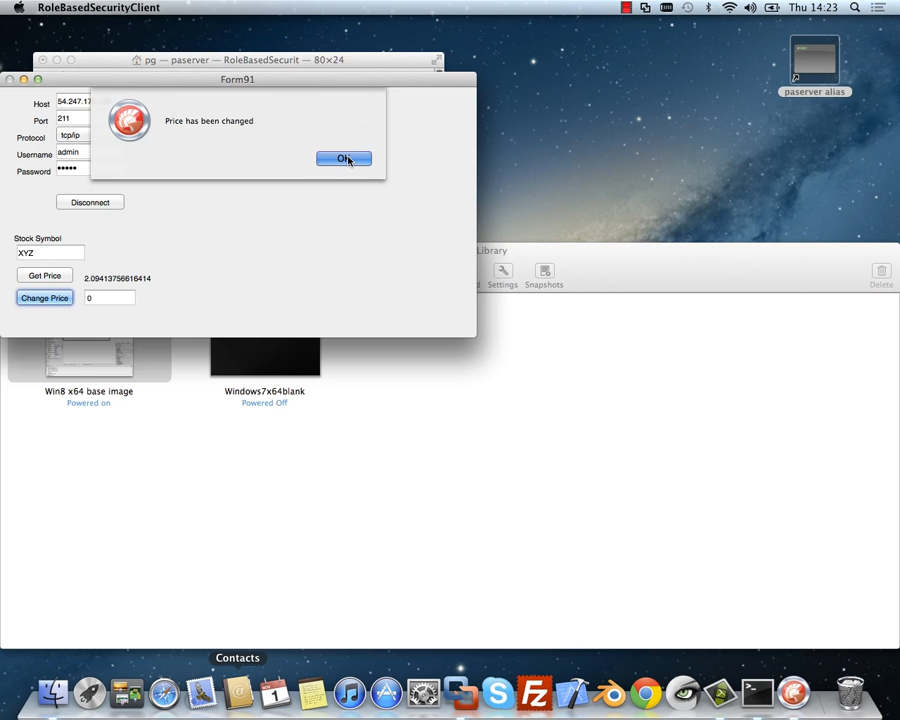 RoleBasedSecurityClient
Thu 14:23
pg — paserver — RoleBasedSecurit — 80×24
paserver alias
Form91
Host
54.247.17
Port
211
Protocol
tcp/ip
Username
admin
Password
•••••
Price has been changed
OK
Disconnect
Stock Symbol
XYZ
Get Price
2.09413756616414
Change Price
0
Library
Settings
Snapshots
Delete
Win8 x64 base image
Powered on
Windows7x64blank
Powered Off
Contacts